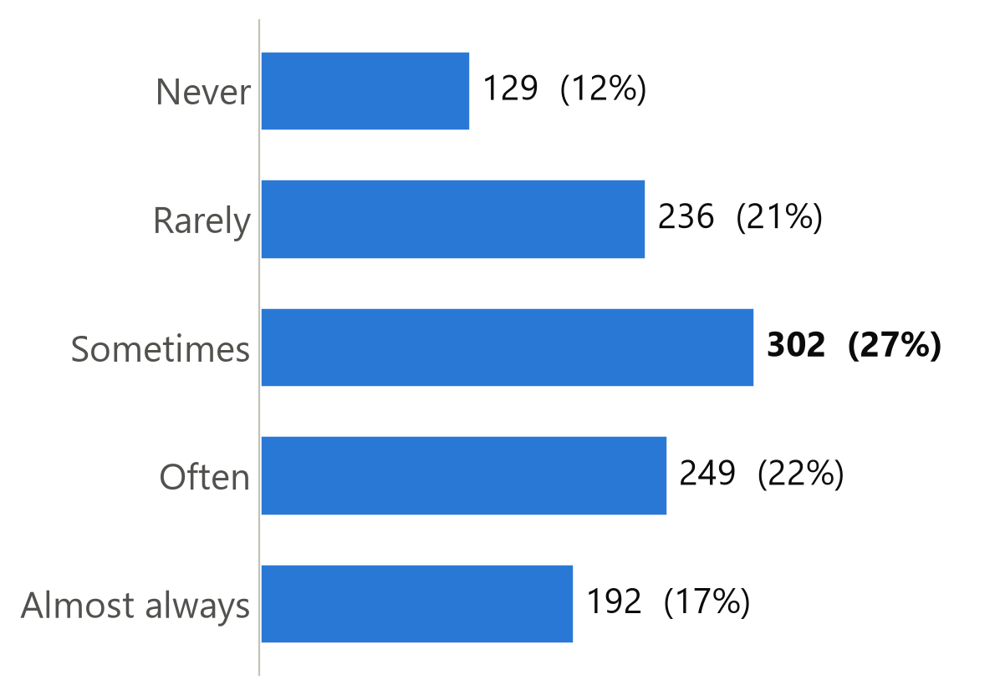 Never 129 (12%)
Rarely 236 (21%)
Sometimes 302 (27%)
Often 249 (22%)
Almost always 192 (17%)